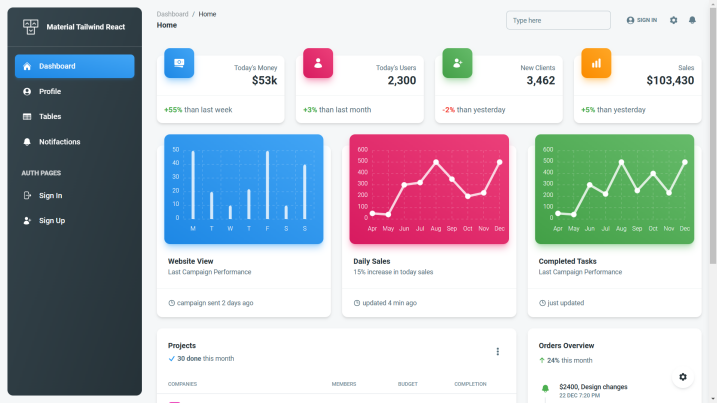 Material Tailwind React
Dashboard
Profile
Tables
Notifactions
AUTH PAGES
Sign In
Sign Up
Dashboard / Home
Home
Type here
SIGN IN
Today's Money
$53k
+55% than last week
Today's Users
2,300
+3% than last month
New Clients
3,462
-2% than yesterday
Sales
$103,430
+5% than yesterday
50
40
30
20
10
0
M T W T F S S
Website View
Last Campaign Performance
campaign sent 2 days ago
600
500
400
300
200
100
0
Apr May Jun Jul Aug Sep Oct Nov Dec
Daily Sales
15% increase in today sales
updated 4 min ago
600
500
400
300
200
100
0
Apr May Jun Jul Aug Sep Oct Nov Dec
Completed Tasks
Last Campaign Performance
just updated
Projects
30 done this month
COMPANIES MEMBERS BUDGET COMPLETION
Orders Overview
24% this month
$2400, Design changes
22 DEC 7:20 PM